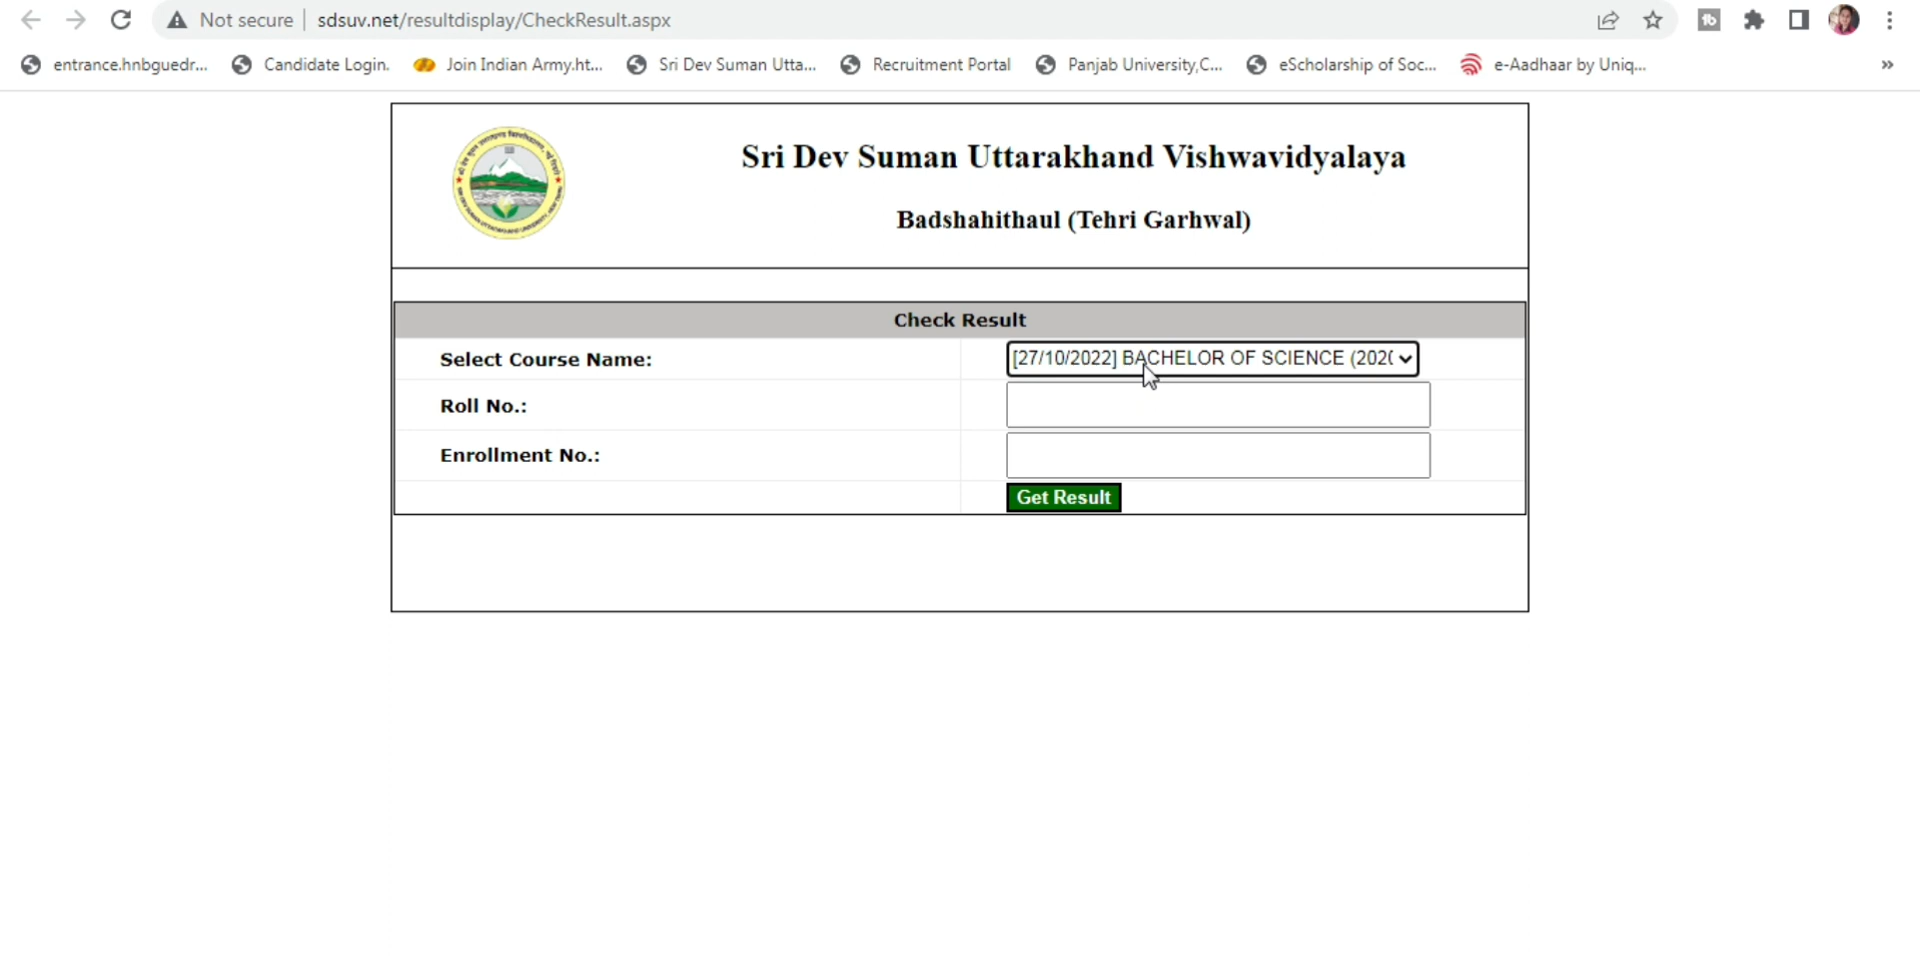 Not secure sdsuv.net/resultdisplay/CheckResult.aspx
entrance.hnbguedr... Candidate Login. Join Indian Army.ht... Sri Dev Suman Utta... Recruitment Portal Panjab University,C... eScholarship of Soc... e-Aadhaar by Uniq... »
Sri Dev Suman Uttarakhand Vishwavidyalaya
Badshahithaul (Tehri Garhwal)
Check Result
Select Course Name: [27/10/2022] BACHELOR OF SCIENCE (202
Roll No.:
Enrollment No.:
Get Result